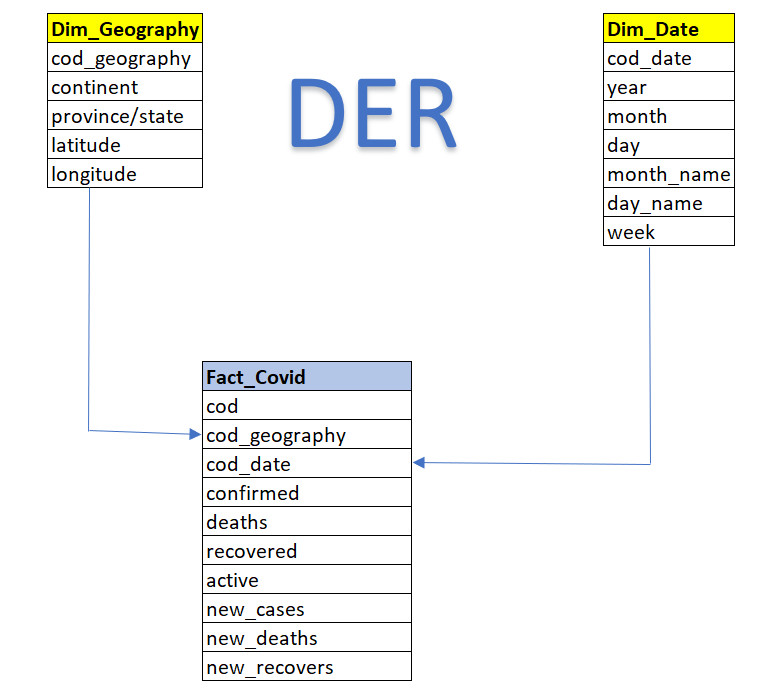 Dim_Geography
cod_geography
continent
province/state
latitude
longitude
DER
Dim_Date
cod_date
year
month
day
month_name
day_name
week
Fact_Covid
cod
cod_geography
cod_date
confirmed
deaths
recovered
active
new_cases
new_deaths
new_recovers